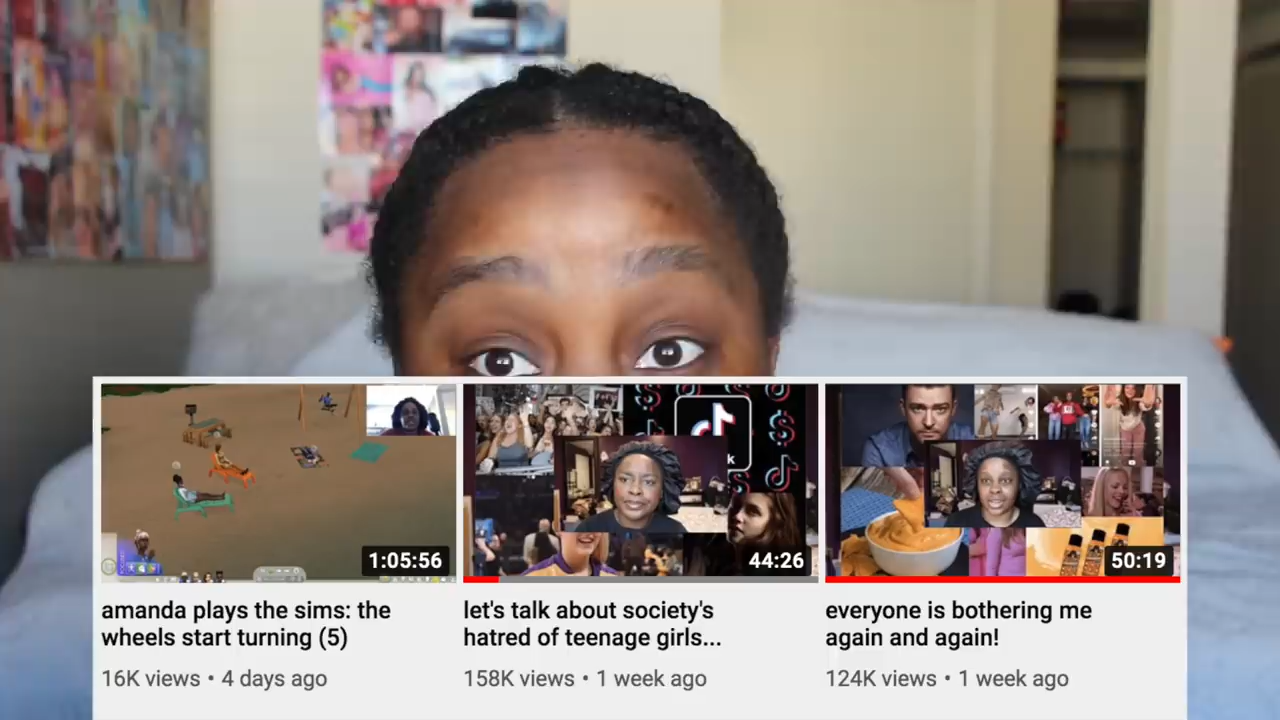 1:05:56
44:26
50:19
amanda plays the sims: the
wheels start turning (5)
16K views • 4 days ago
let's talk about society's
hatred of teenage girls...
158K views • 1 week ago
everyone is bothering me
again and again!
124K views • 1 week ago